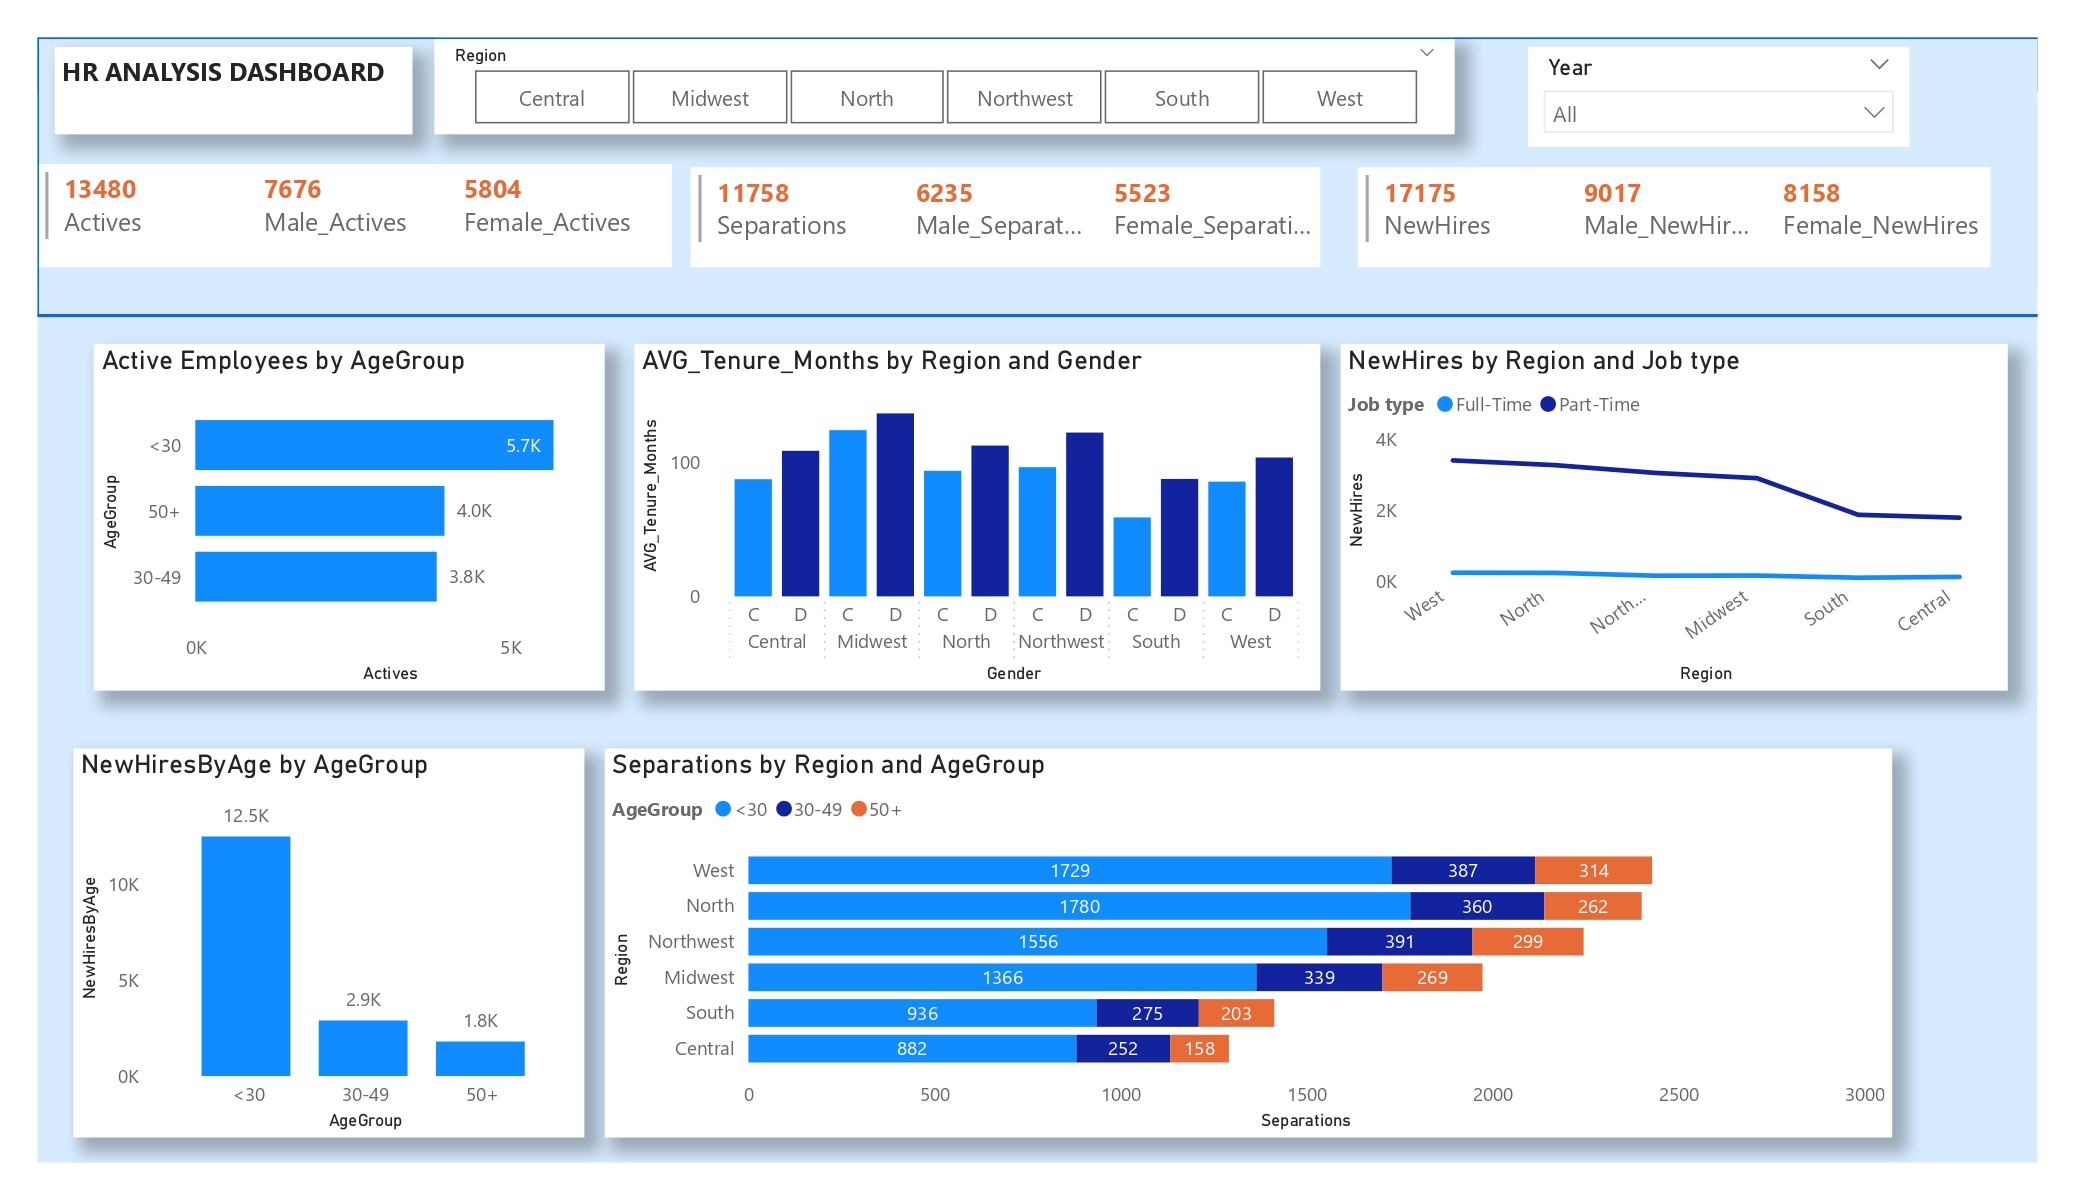 HR ANALYSIS DASHBOARD
Region
Central Midwest North Northwest South West
Year
All
13480 7676 5804
Actives Male_Actives Female_Actives
11758 6235 5523
Separations Male_Separat... Female_Separati...
17175 9017 8158
NewHires Male_NewHir... Female_NewHires
Active Employees by AgeGroup
AgeGroup
<30 5.7K
50+ 4.0K
30-49 3.8K
0K 5K
Actives
AVG_Tenure_Months by Region and Gender
AVG_Tenure_Months
100
0
C D C D C D C D C D C D
Central Midwest North Northwest South West
Gender
NewHires by Region and Job type
Job type Full-Time Part-Time
NewHires
4K
2K
0K
West North North... Midwest South Central
Region
NewHiresByAge by AgeGroup
NewHiresByAge
12.5K
10K
5K
2.9K
1.8K
0K
<30 30-49 50+
AgeGroup
Separations by Region and AgeGroup
AgeGroup <30 30-49 50+
Region
West 1729 387 314
North 1780 360 262
Northwest 1556 391 299
Midwest 1366 339 269
South 936 275 203
Central 882 252 158
0 500 1000 1500 2000 2500 3000
Separations